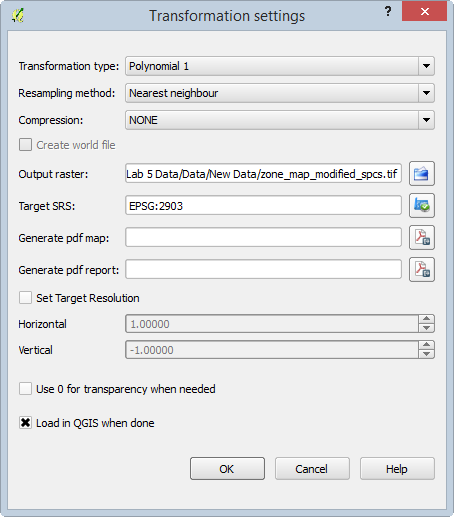 Transformation settings
?
Transformation type: Polynomial 1
Resampling method: Nearest neighbour
Compression: NONE
Create world file
Output raster: Lab 5 Data/Data/New Data/zone_map_modified_spcs.tif
Target SRS: EPSG:2903
Generate pdf map:
Generate pdf report:
Set Target Resolution
Horizontal 1.00000
Vertical -1.00000
Use 0 for transparency when needed
Load in QGIS when done
OK Cancel Help